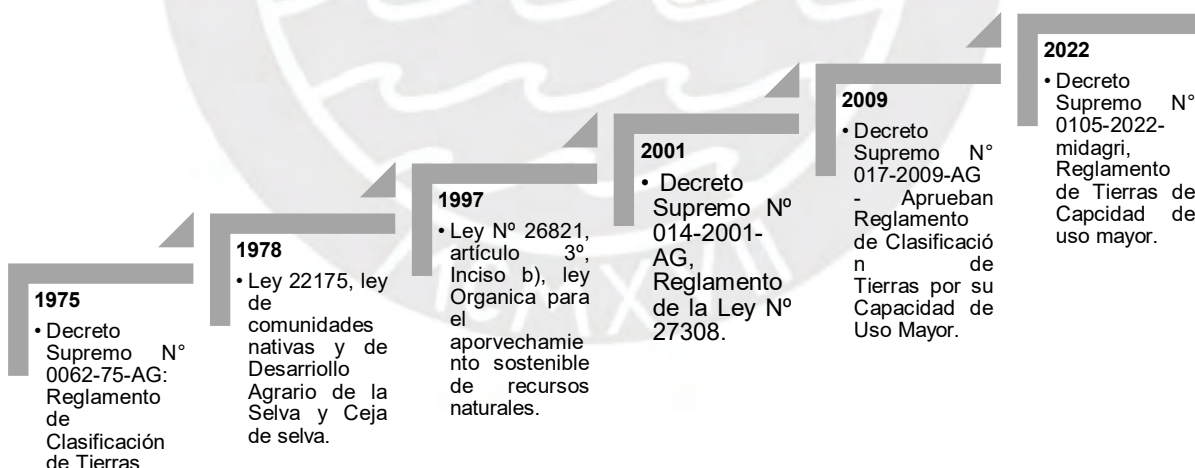 1975
• Decreto
Supremo N°
0062-75-AG:
Reglamento
de
Clasificación
de Tierras
1978
• Ley 22175, ley
de
comunidades
nativas y de
Desarriollo
Agrario de la
Selva y Ceja
de selva.
1997
• Ley Nº 26821,
artículo 3º,
Inciso b), ley
Organica para
el
aporvechamie
nto sostenible
de recursos
naturales.
2001
• Decreto
Supremo Nº
014-2001-
AG,
Reglamento
de la Ley Nº
27308.
2009
• Decreto
Supremo N°
017-2009-AG
- Aprueban
Reglamento
de Clasificació
n de
Tierras por su
Capacidad de
Uso Mayor.
2022
• Decreto
Supremo N°
0105-2022-
midagri,
Reglamento
de Tierras de
Capcidad de
uso mayor.